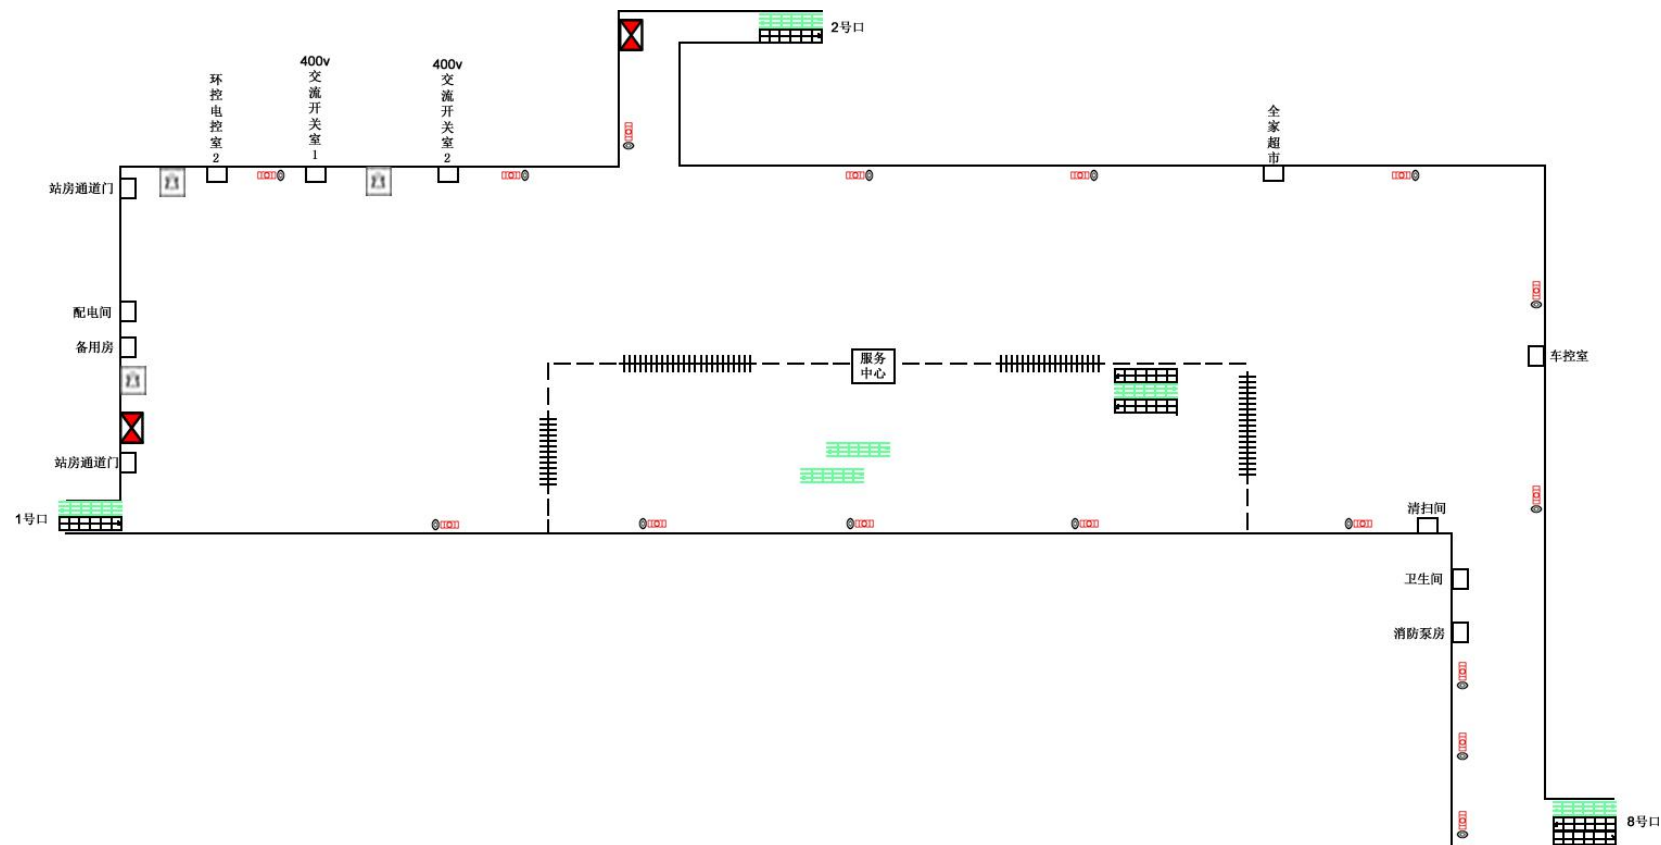 2号口
环控电控室2
400v交流开关室1
400v交流开关室2
全家超市
站房通道门
配电间
备用房
服务
中心
车控室
站房通道门
1号口
清扫间
卫生间
消防泵房
8号口